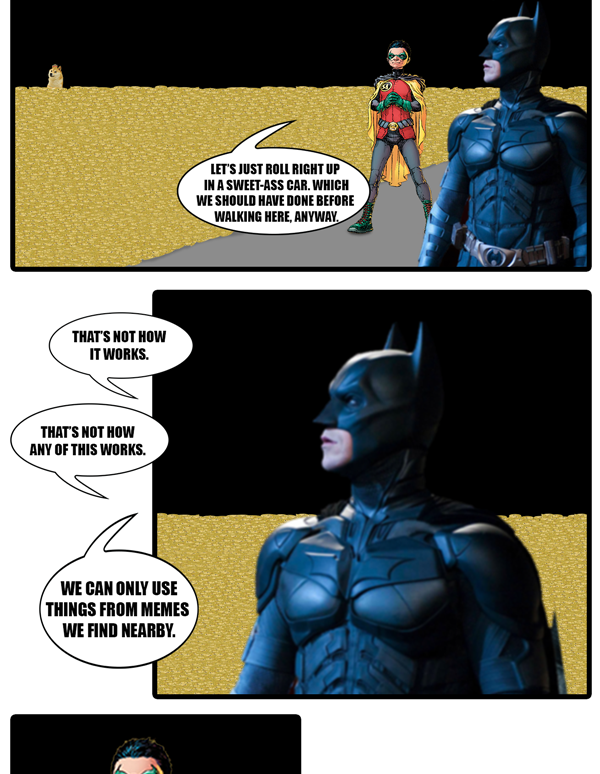 LET'S JUST ROLL RIGHT UP
IN A SWEET-ASS CAR. WHICH
WE SHOULD HAVE DONE BEFORE
WALKING HERE, ANYWAY.
THAT'S NOT HOW
IT WORKS.
THAT'S NOT HOW
ANY OF THIS WORKS.
WE CAN ONLY USE
THINGS FROM MEMES
WE FIND NEARBY.